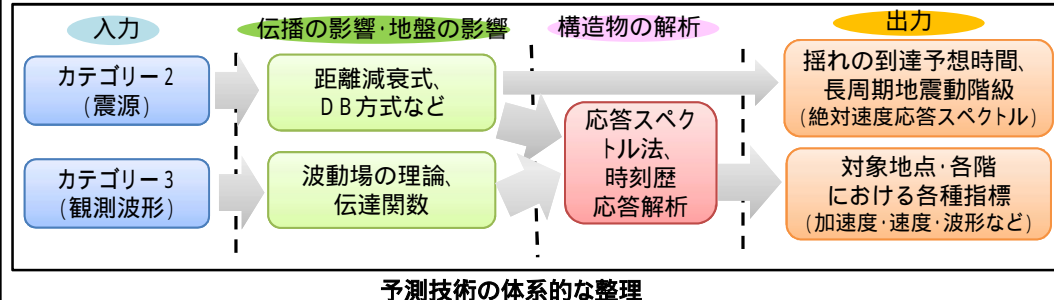 入力
伝播の影響･地盤の影響
構造物の解析
出力
カテゴリー2
(震源)
距離減衰式、
DB方式など
揺れの到達予想時間、
長周期地震動階級
(絶対速度応答スペクトル)
カテゴリー3
(観測波形)
波動場の理論、
伝達関数
応答スペク
トル法、
時刻歴
応答解析
対象地点･各階
における各種指標
(加速度･速度･波形など)
予測技術の体系的な整理